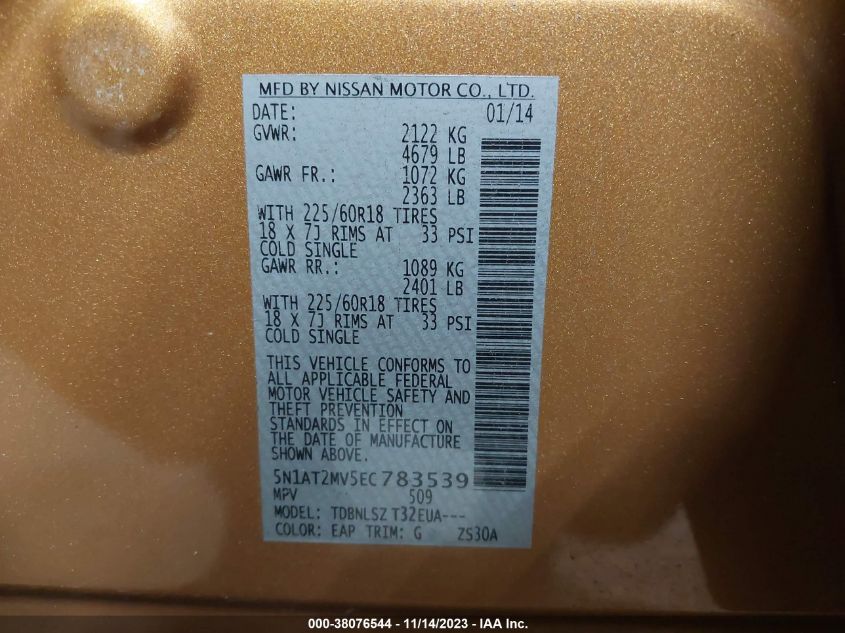 MFD BY NISSAN MOTOR CO., LTD.
DATE: 01/14
GVWR: 2122 KG
4679 LB
GAWR FR.: 1072 KG
2363 LB
WITH 225/60R18 TIRES
18 X 7J RIMS AT 33 PSI
COLD SINGLE
GAWR RR.: 1089 KG
2401 LB
WITH 225/60R18 TIRES
18 X 7J RIMS AT 33 PSI
COLD SINGLE
THIS VEHICLE CONFORMS TO
ALL APPLICABLE FEDERAL
MOTOR VEHICLE SAFETY AND
THEFT PREVENTION
STANDARDS IN EFFECT ON
THE DATE OF MANUFACTURE
SHOWN ABOVE.
5N1AT2MV5EC783539
MPV 509
MODEL: TDBNLSZ T32EUA---
COLOR: EAP TRIM: G ZS30A
000-38076544 - 11/14/2023 - IAA Inc.